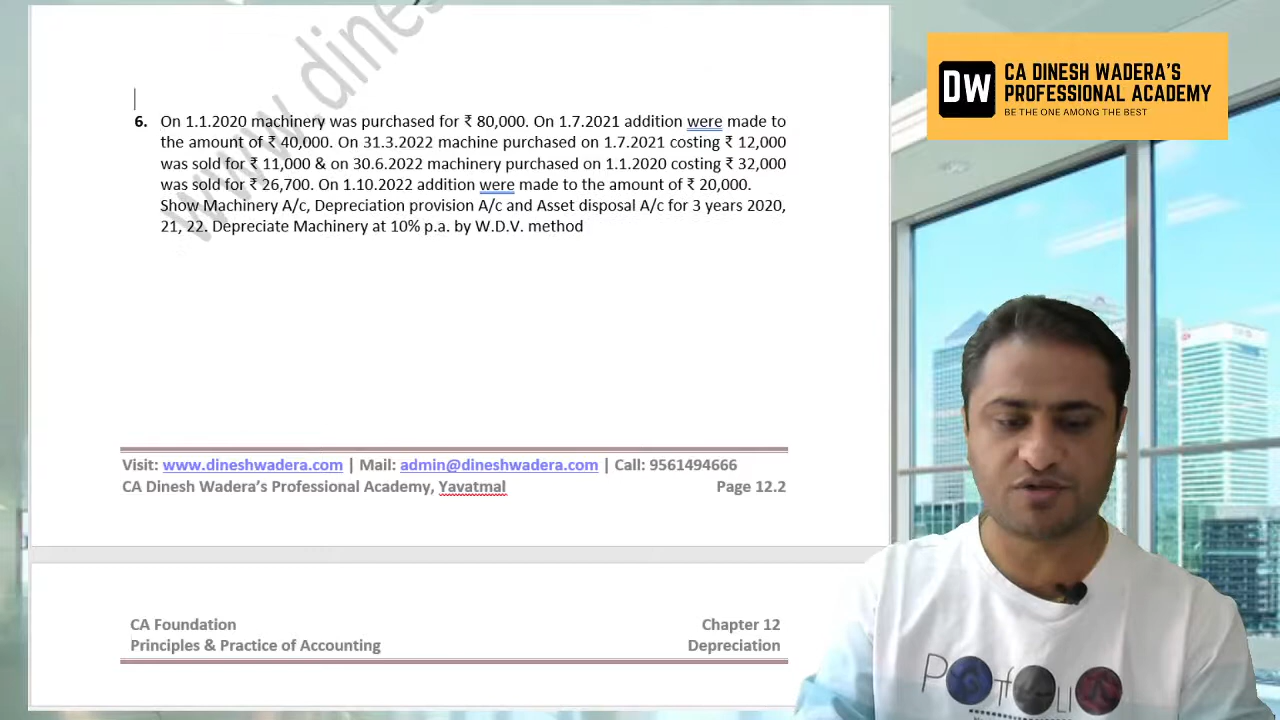 www.dines
6. On 1.1.2020 machinery was purchased for ₹ 80,000. On 1.7.2021 addition were made to
the amount of ₹ 40,000. On 31.3.2022 machine purchased on 1.7.2021 costing ₹ 12,000
was sold for ₹ 11,000 & on 30.6.2022 machinery purchased on 1.1.2020 costing ₹ 32,000
was sold for ₹ 26,700. On 1.10.2022 addition were made to the amount of ₹ 20,000.
Show Machinery A/c, Depreciation provision A/c and Asset disposal A/c for 3 years 2020,
21, 22. Depreciate Machinery at 10% p.a. by W.D.V. method
Visit: www.dineshwadera.com | Mail: admin@dineshwadera.com | Call: 9561494666
CA Dinesh Wadera's Professional Academy, Yavatmal Page 12.2
CA Foundation Chapter 12
Principles & Practice of Accounting Depreciation
DW
CA DINESH WADERA'S
PROFESSIONAL ACADEMY
BE THE ONE AMONG THE BEST